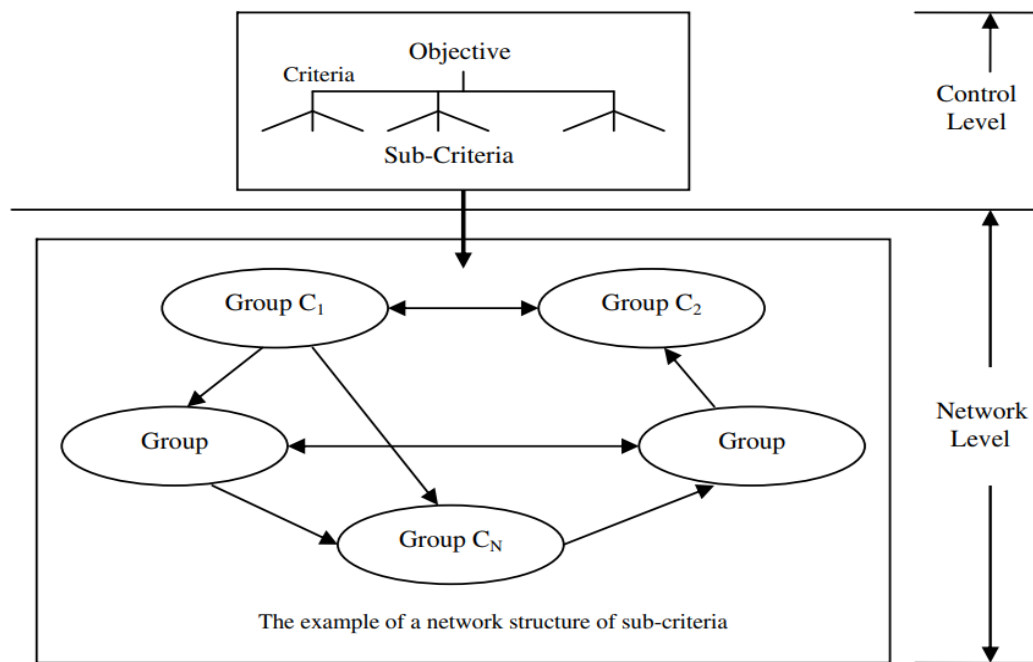 Objective
Criteria
Sub-Criteria
Control
Level
Group C₁
Group C₂
Group
Group
Group Cₙ
Network
Level
The example of a network structure of sub-criteria